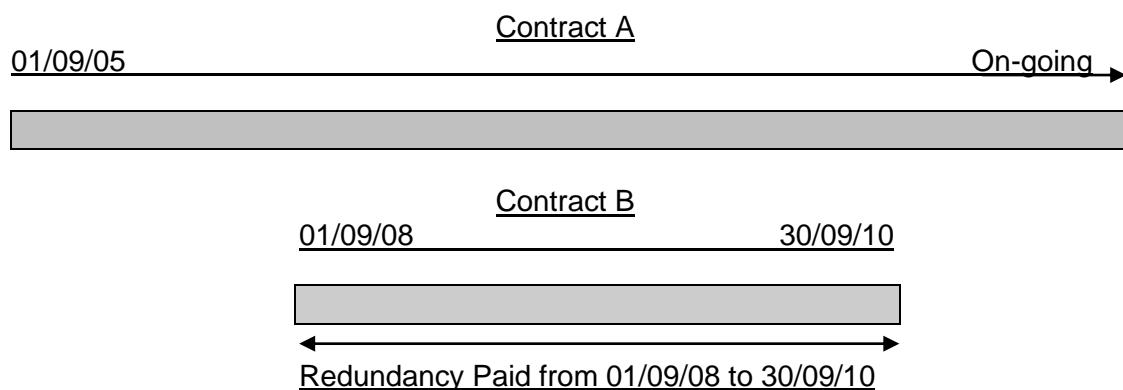 Contract A
01/09/05 On-going
Contract B
01/09/08 30/09/10
Redundancy Paid from 01/09/08 to 30/09/10